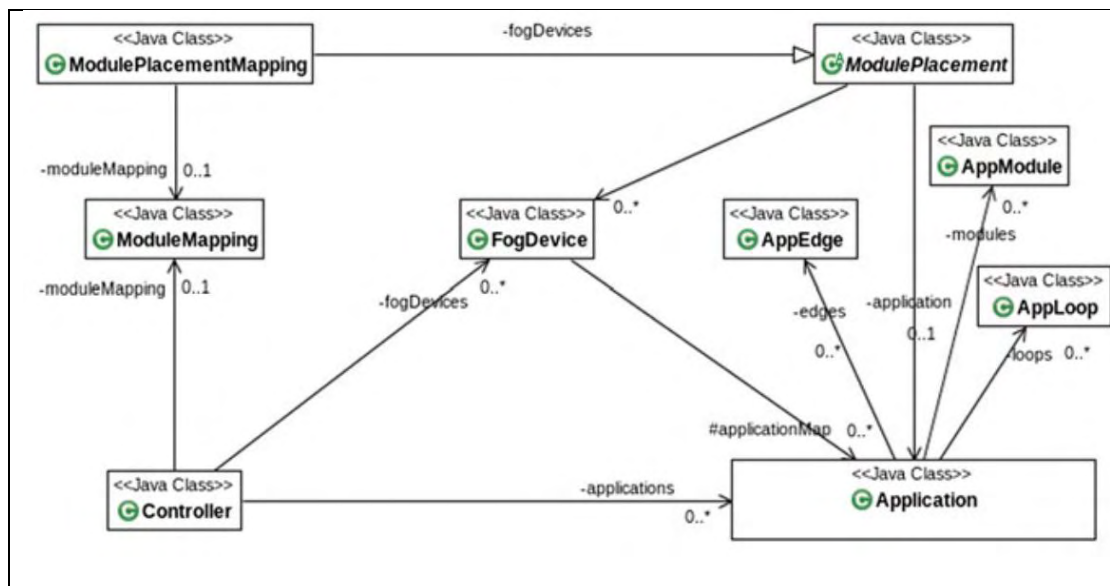 -fogDevices
<<Java Class>>
ModulePlacementMapping
<<Java Class>>
ModulePlacement
<<Java Class>>
AppModule
0..*
-moduleMapping 0..1
<<Java Class>>
ModuleMapping
<<Java Class>>
FogDevice
0..*
<<Java Class>>
AppEdge
-modules
-moduleMapping 0..1
-fogDevices 0..*
-edges
0..*
-application
0..1
<<Java Class>>
AppLoop
-loops 0..*
#applicationMap 0..*
<<Java Class>>
Controller
-applications
0..*
<<Java Class>>
Application